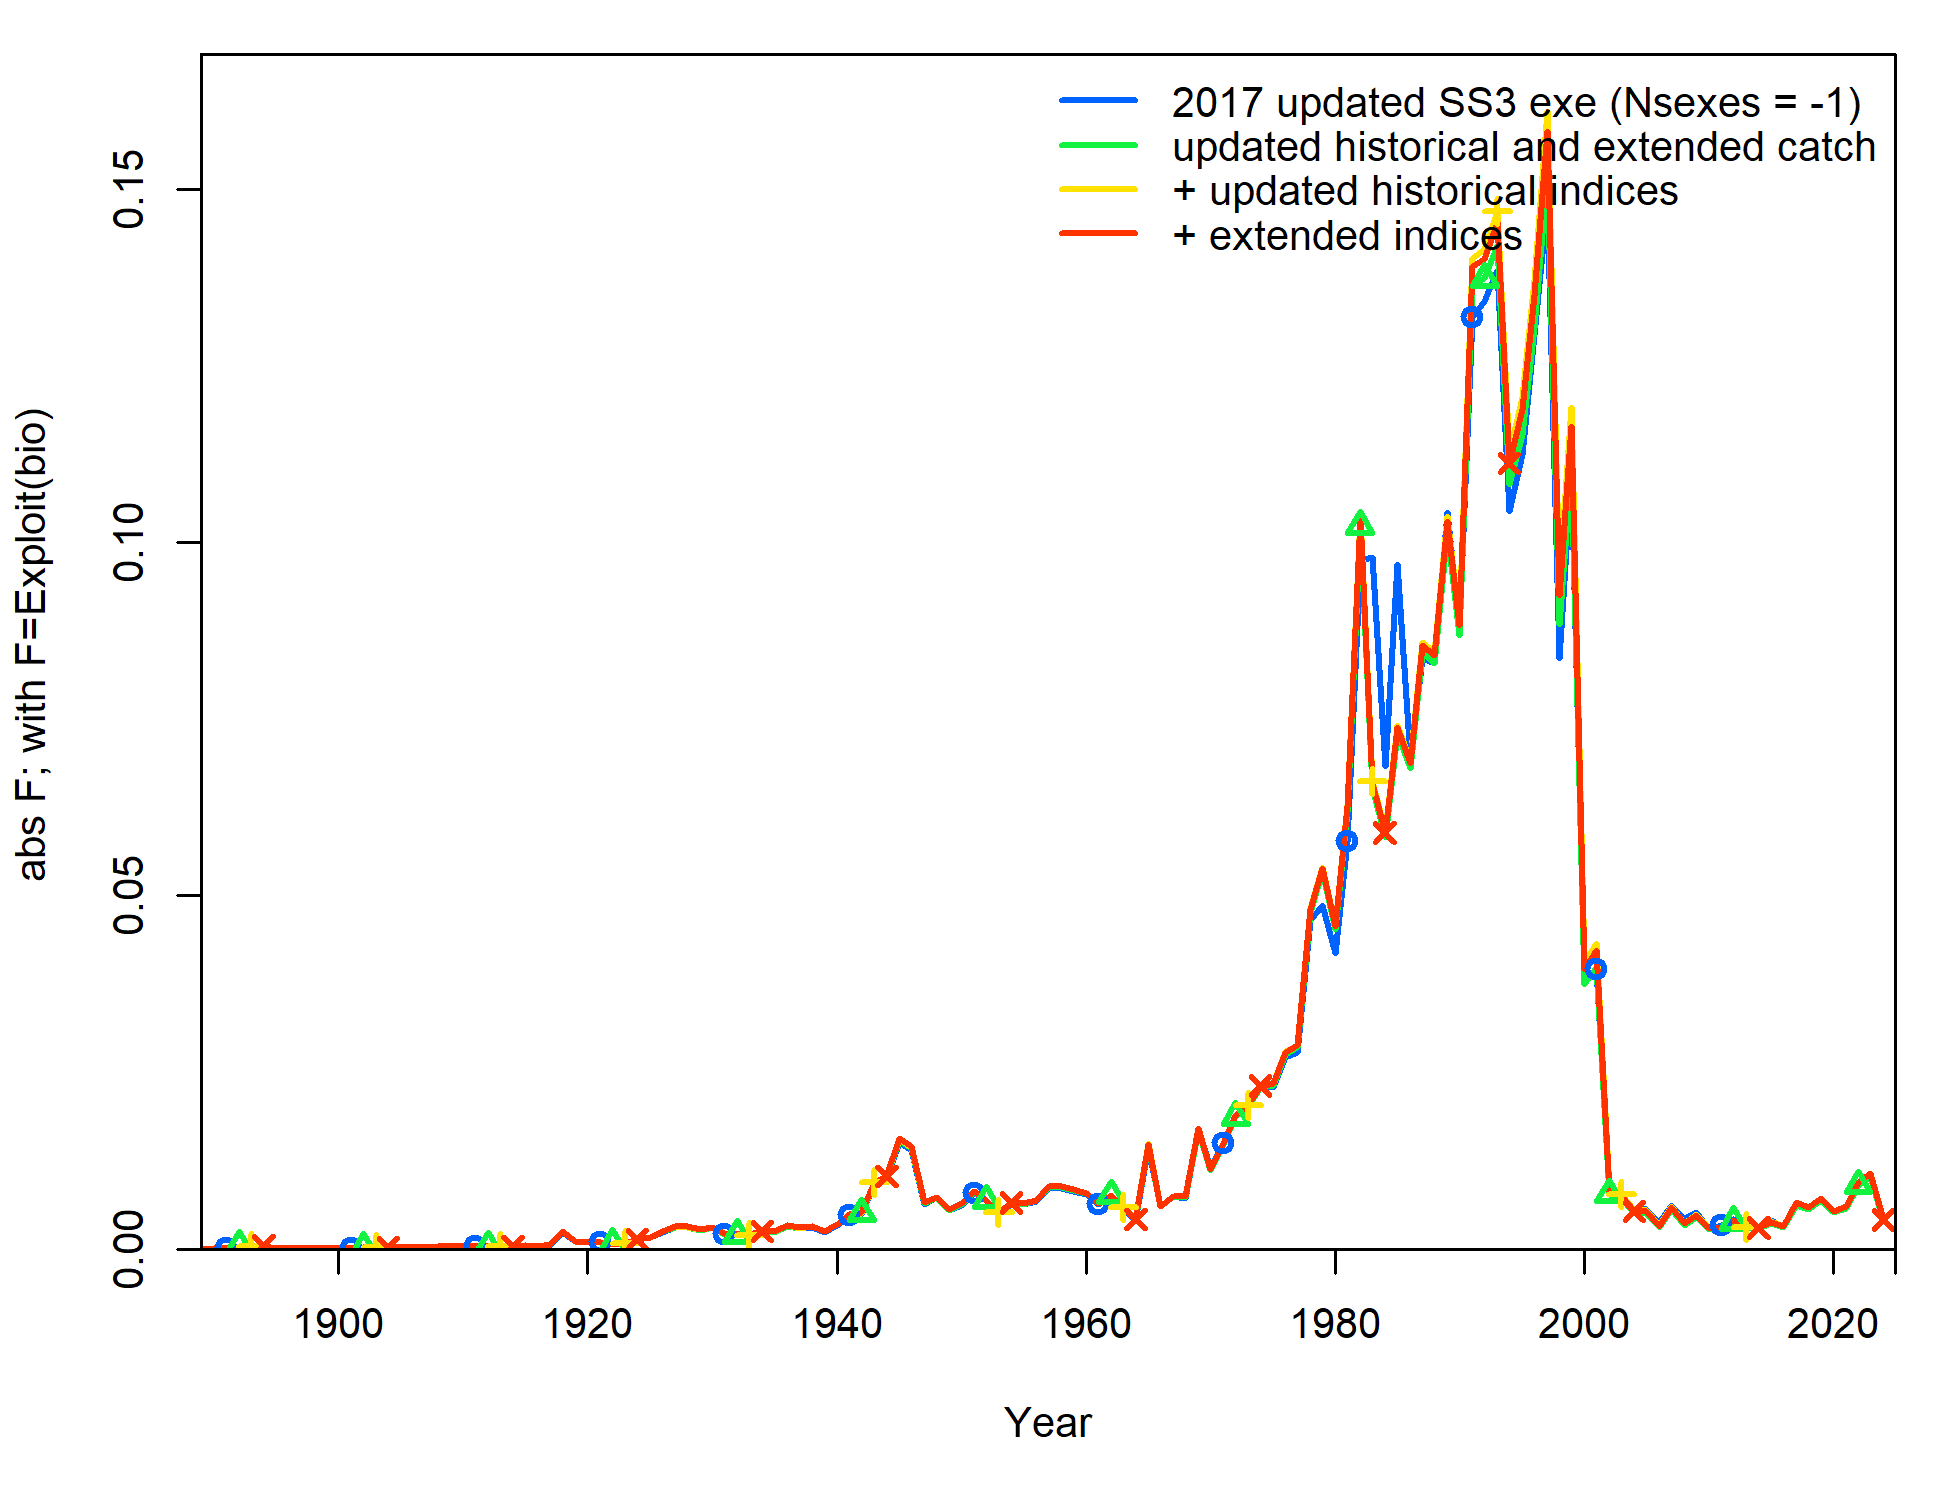 2017 updated SS3 exe (Nsexes = -1)
updated historical and extended catch
+ updated historical indices
+ extended indices
abs F; with F=Exploit(bio)
0.15
0.10
0.05
0.00
1900 1920 1940 1960 1980 2000 2020
Year